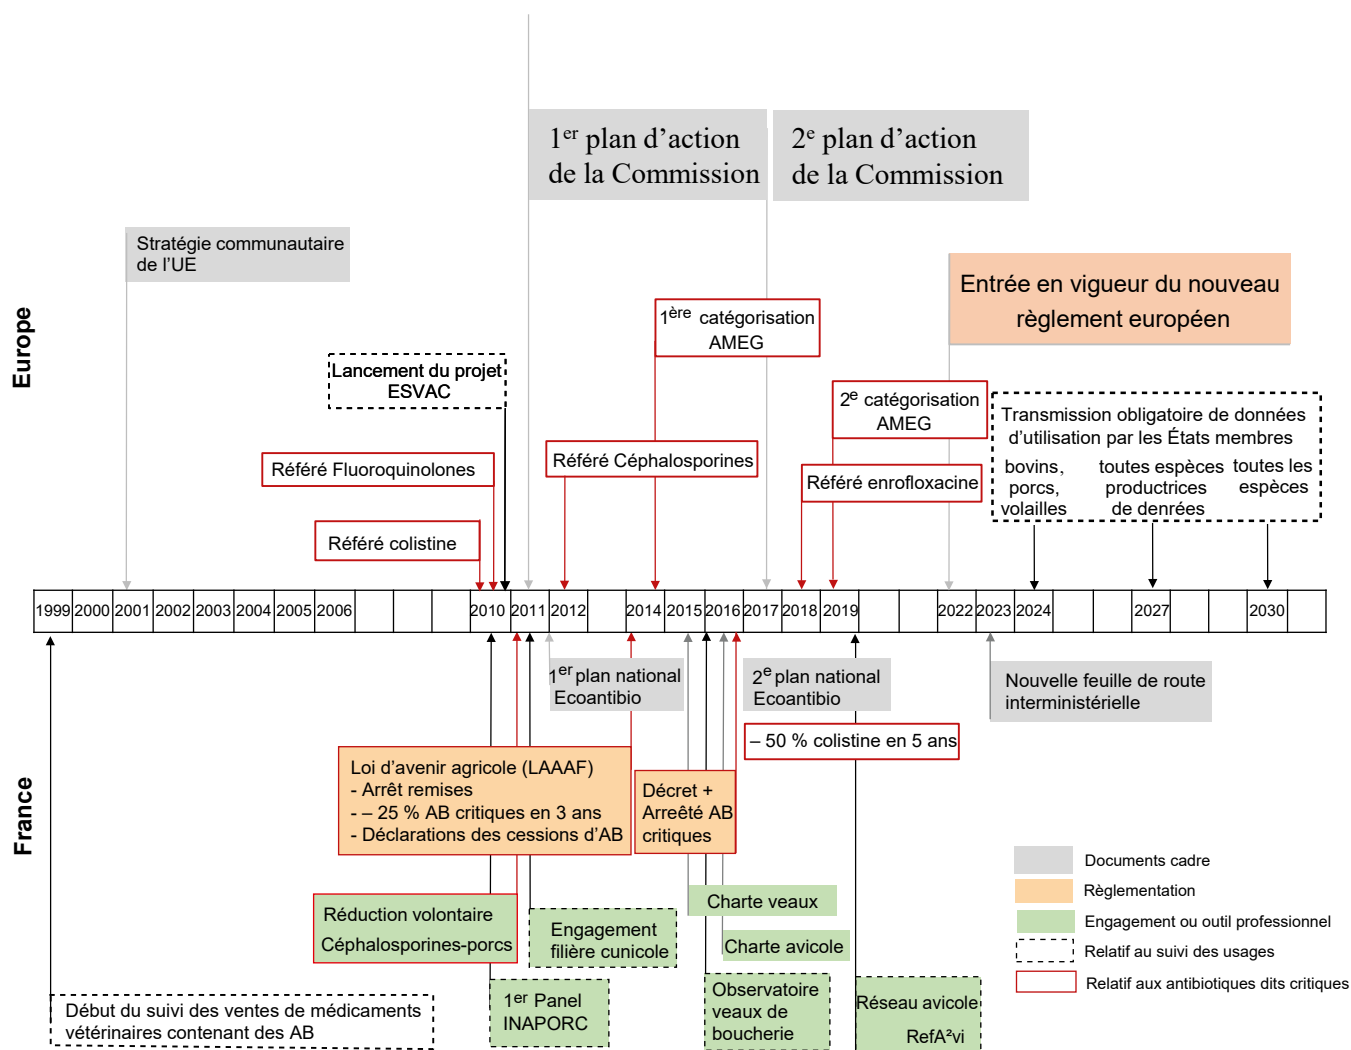 1er plan d’action
de la Commission
2e plan d’action
de la Commission
Stratégie communautaire
de l’UE
Entrée en vigueur du nouveau
règlement européen
1ère catégorisation
AMEG
Lancement du projet
ESVAC
2e catégorisation
AMEG
Transmission obligatoire de données
d’utilisation par les États membres
bovins,
porcs,
volailles
toutes espèces
productrices
de denrées
toutes les
espèces
Référé Fluoroquinolones
Référé Céphalosporines
Référé enrofloxacine
Référé colistine
Europe
1999 2000 2001 2002 2003 2004 2005 2006 2010 2011 2012 2014 2015 2016 2017 2018 2019 2022 2023 2024 2027 2030
France
1er plan national
Ecoantibio
2e plan national
Ecoantibio
Nouvelle feuille de route
interministérielle
– 50 % colistine en 5 ans
Loi d’avenir agricole (LAAAF)
- Arrêt remises
- – 25 % AB critiques en 3 ans
- Déclarations des cessions d’AB
Décret +
Arreêté AB
critiques
Réduction volontaire
Céphalosporines-porcs
Engagement
filière cunicole
Charte veaux
Charte avicole
1er Panel
INAPORC
Observatoire
veaux de
boucherie
Réseau avicole
RefA²vi
Début du suivi des ventes de médicaments
vétérinaires contenant des AB
Documents cadre
Règlementation
Engagement ou outil professionnel
Relatif au suivi des usages
Relatif aux antibiotiques dits critiques